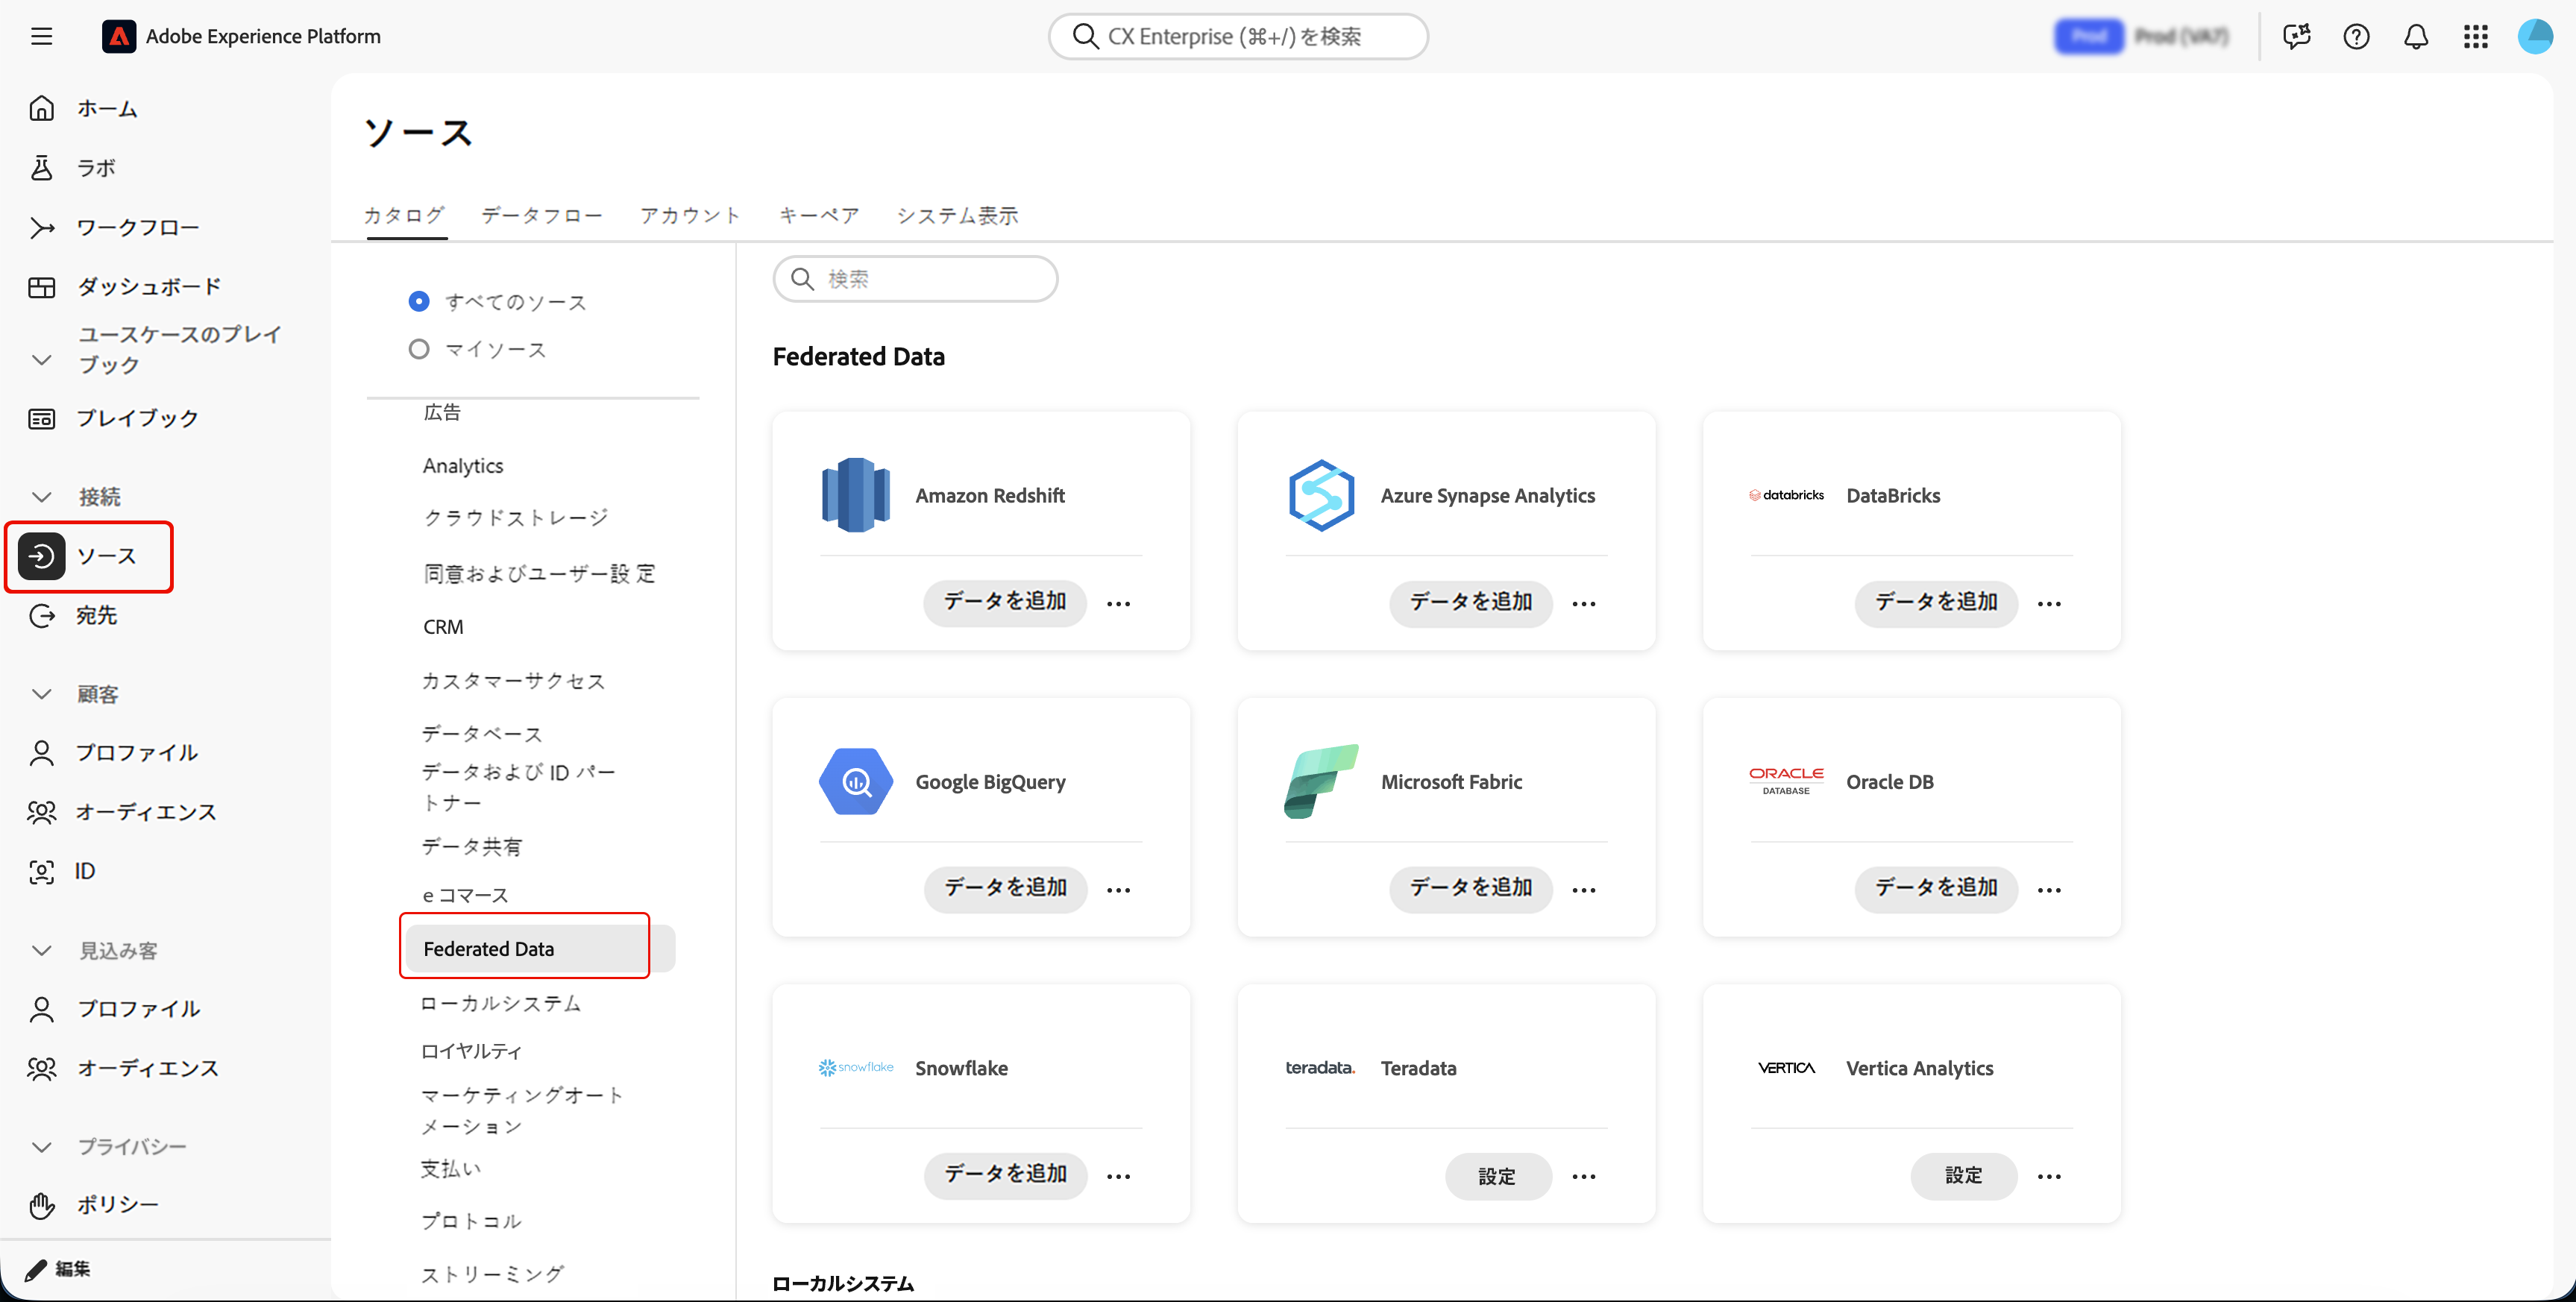 Adobe Experience Platform
CX Enterprise (⌘+/) を検索
Prod
Prod (VA7)
ホーム
ラボ
ワークフロー
ダッシュボード
ユースケースのプレイ
ブック
プレイブック
接続
ソース
宛先
顧客
プロファイル
オーディエンス
ID
見込み客
プロファイル
オーディエンス
プライバシー
ポリシー
編集
ソース
カタログ
データフロー
アカウント
キーペア
システム表示
すべてのソース
マイソース
広告
Analytics
クラウドストレージ
同意およびユーザー設 定
CRM
カスタマーサクセス
データベース
データおよび ID パー
トナー
データ共有
e コマース
Federated Data
ローカルシステム
ロイヤルティ
マーケティングオート
メーション
支払い
プロトコル
ストリーミング
検索
Federated Data
Amazon Redshift
データを追加
Azure Synapse Analytics
データを追加
databricks
DataBricks
データを追加
Google BigQuery
データを追加
Microsoft Fabric
データを追加
ORACLE
DATABASE
Oracle DB
データを追加
snowflake
Snowflake
データを追加
teradata.
Teradata
設定
VERTICA
Vertica Analytics
設定
ローカルシステム